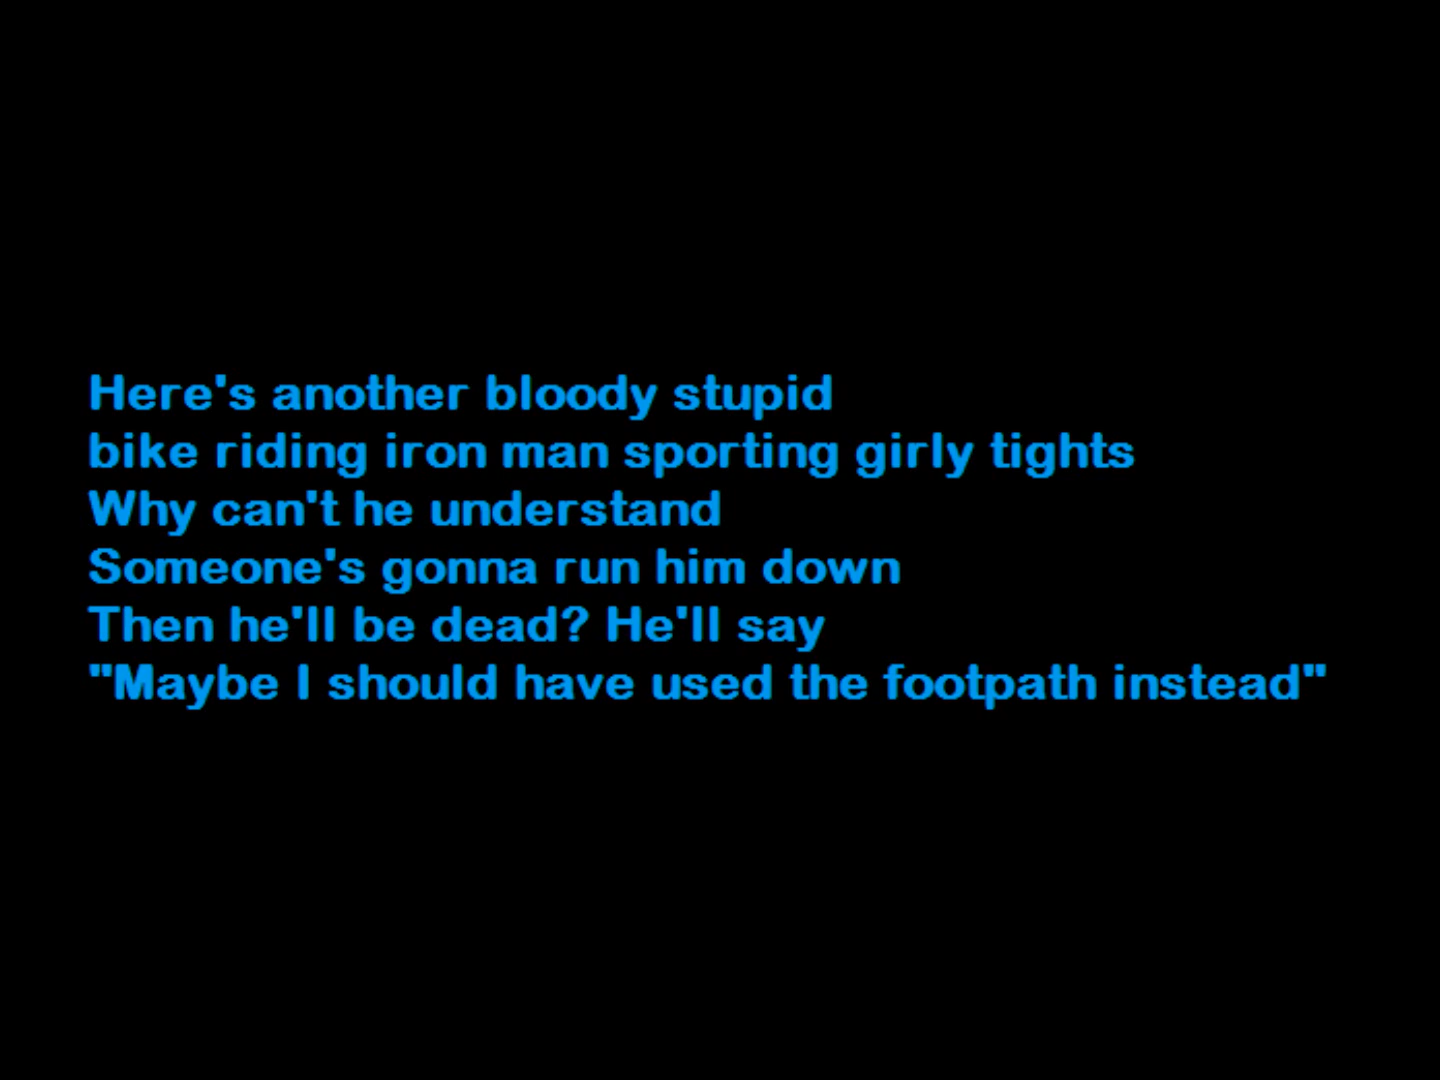 Here's another bloody stupid
bike riding iron man sporting girly tights
Why can't he understand
Someone's gonna run him down
Then he'll be dead? He'll say
"Maybe I should have used the footpath instead"